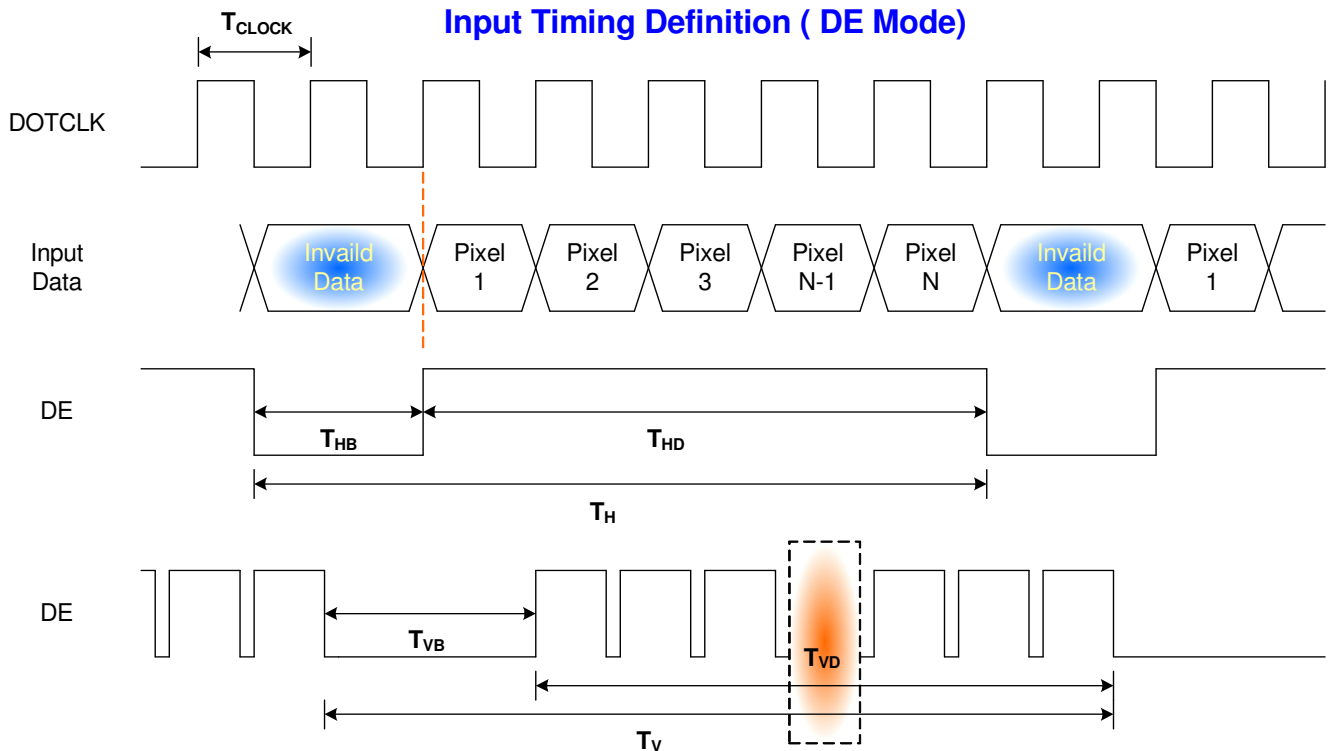 Input Timing Definition ( DE Mode)
TCLOCK
DOTCLK
Input
Data
Invaild
Data
Pixel
1
Pixel
2
Pixel
3
Pixel
N-1
Pixel
N
Invaild
Data
Pixel
1
DE
THB
THD
TH
DE
TVB
TVD
TV